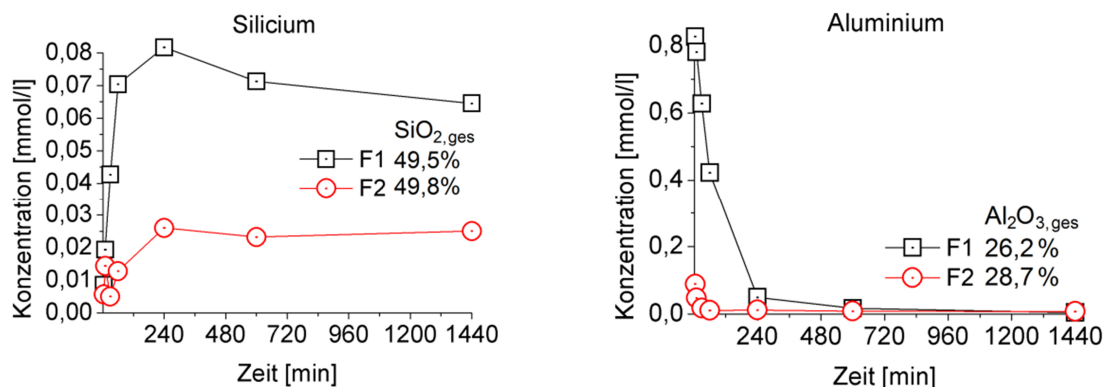 Silicium
Konzentration [mmol/l]
0,08
0,07
0,06
0,05
0,04
0,03
0,02
0,01
0,00
SiO2,ges
F1 49,5%
F2 49,8%
240 480 720 960 1200 1440
Zeit [min]
Aluminium
Konzentration [mmol/l]
0,8
0,6
0,4
0,2
0,0
Al2O3,ges
F1 26,2%
F2 28,7%
240 480 720 960 1200 1440
Zeit [min]